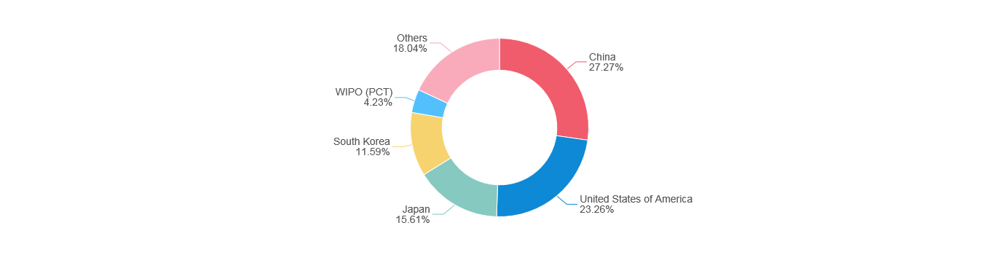 Others
18.04%
China
27.27%
WIPO (PCT)
4.23%
South Korea
11.59%
United States of America
23.26%
Japan
15.61%